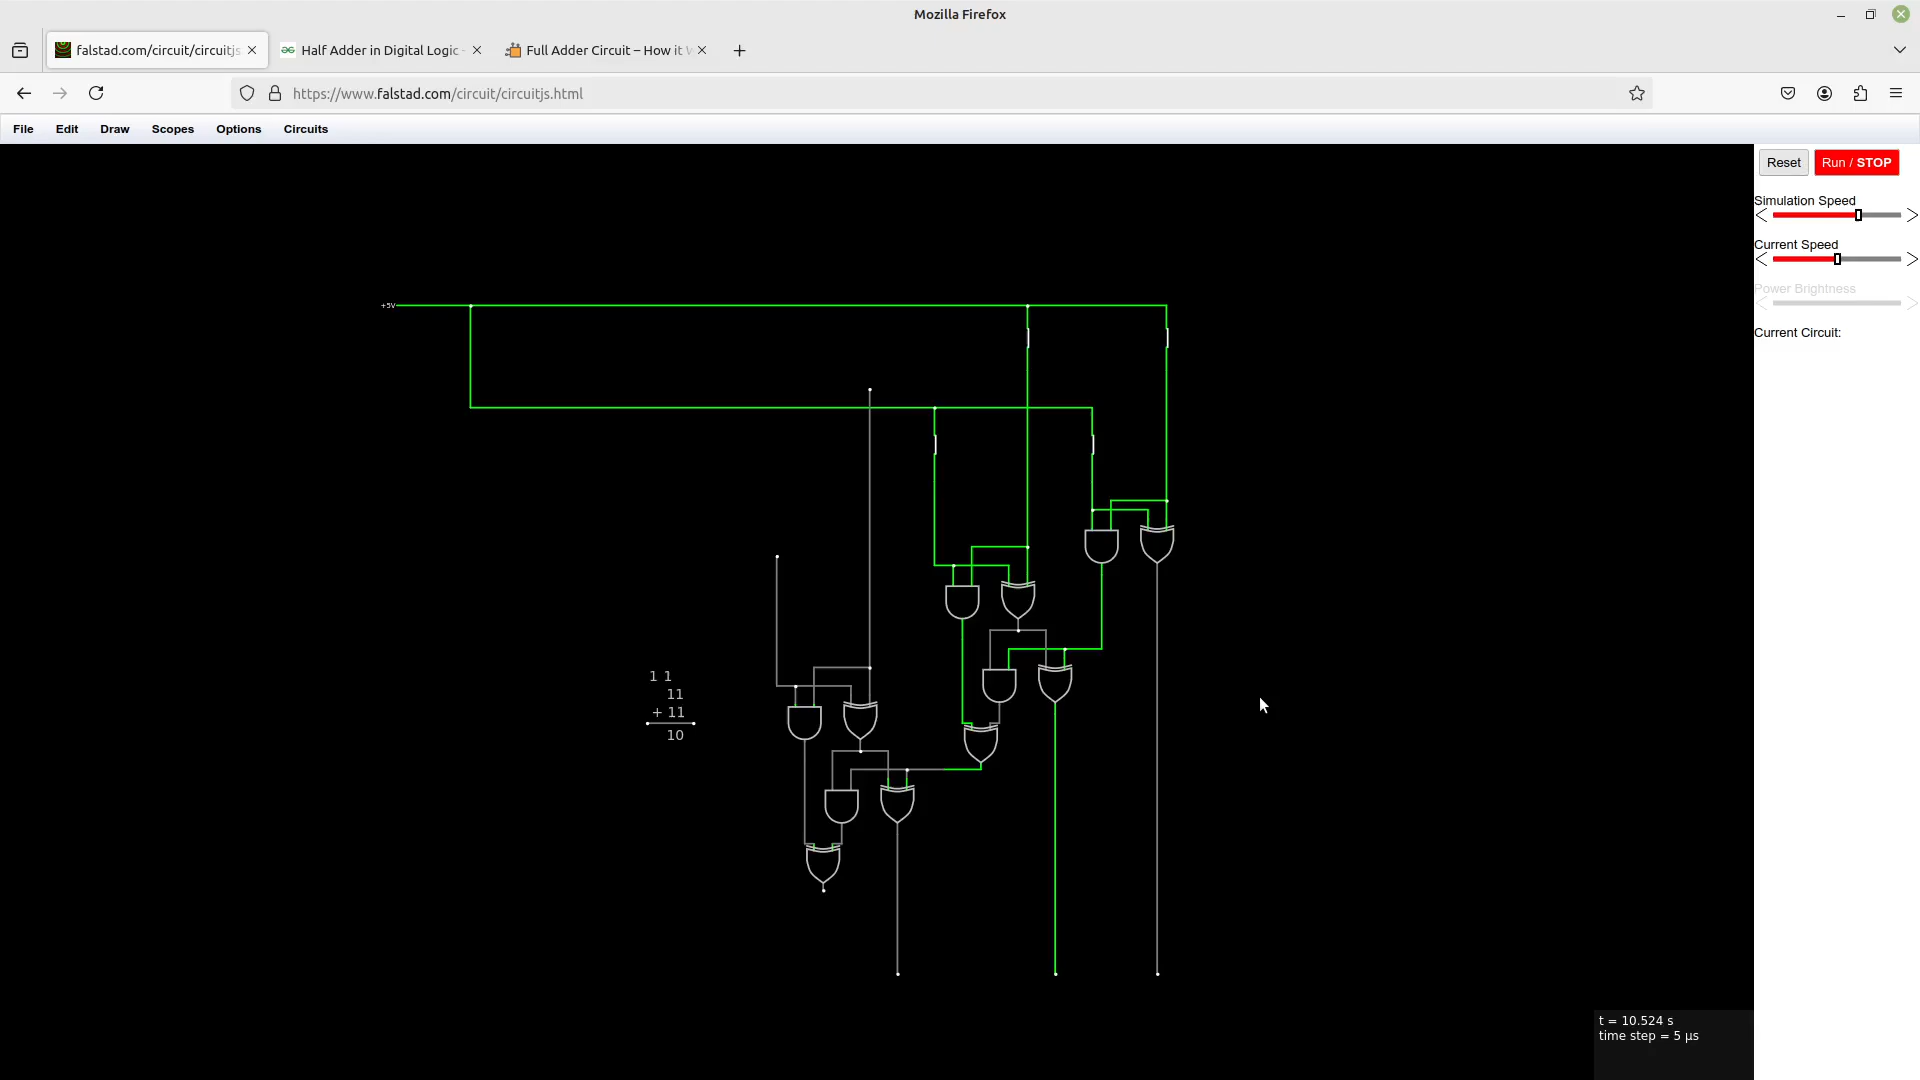 Mozilla Firefox
falstad.com/circuit/circuitjs
Half Adder in Digital Logic -
Full Adder Circuit – How it W
https://www.falstad.com/circuit/circuitjs.html
File Edit Draw Scopes Options Circuits
Reset Run / STOP
Simulation Speed
Current Speed
Power Brightness
Current Circuit:
+5V
1 1
11
+ 11
10
t = 10.524 s
time step = 5 µs